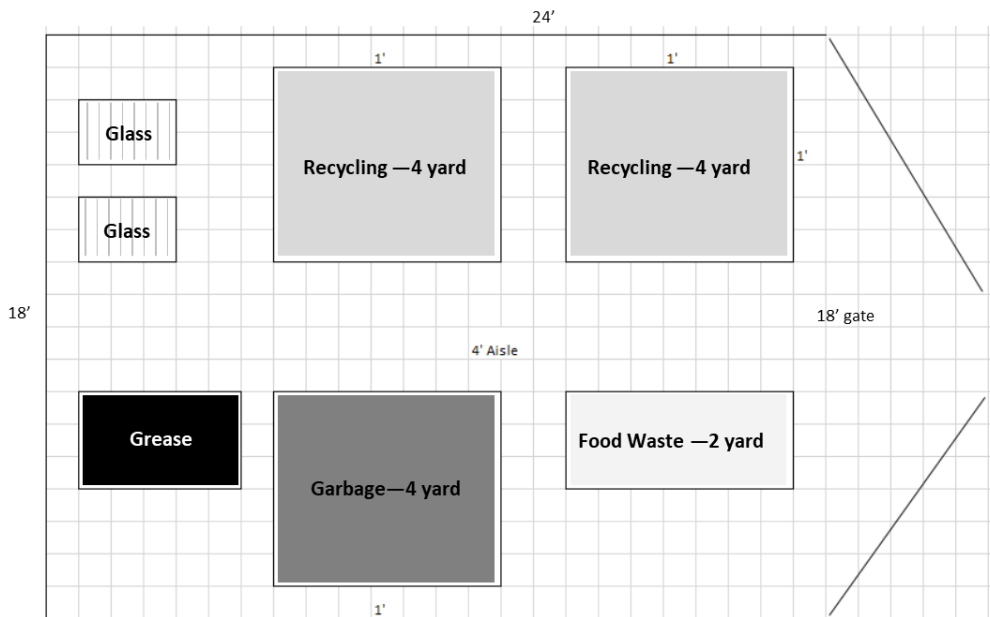 24’
1'
1'
Glass
Recycling —4 yard
Recycling —4 yard
1'
Glass
18’
18’ gate
4' Aisle
Grease
Food Waste —2 yard
Garbage—4 yard
1'